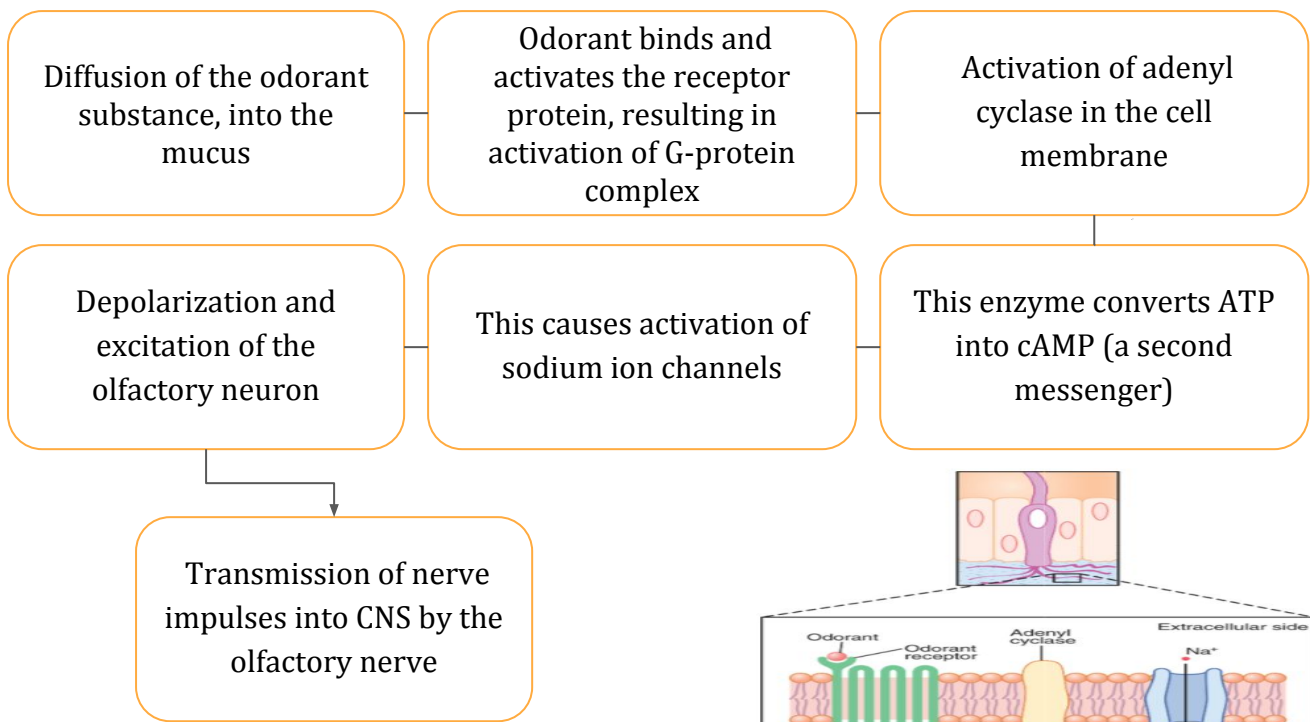 Diffusion of the odorant
substance, into the
mucus
Odorant binds and
activates the receptor
protein, resulting in
activation of G-protein
complex
Activation of adenyl
cyclase in the cell
membrane
This enzyme converts ATP
into cAMP (a second
messenger)
This causes activation of
sodium ion channels
Depolarization and
excitation of the
olfactory neuron
Transmission of nerve
impulses into CNS by the
olfactory nerve
Odorant
Odorant
receptor
Adenyl
cyclase
Extracellular side
Na⁺